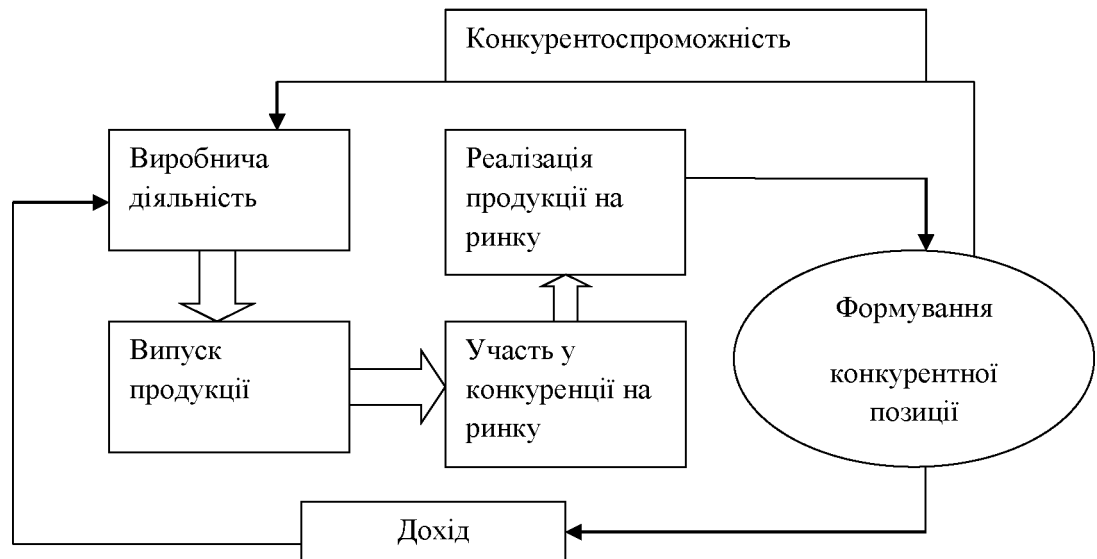 Конкурентоспроможність
Виробнича
діяльність
Реалізація
продукції на
ринку
Випуск
продукції
Участь у
конкуренції на
ринку
Формування
конкурентної
позиції
Дохід